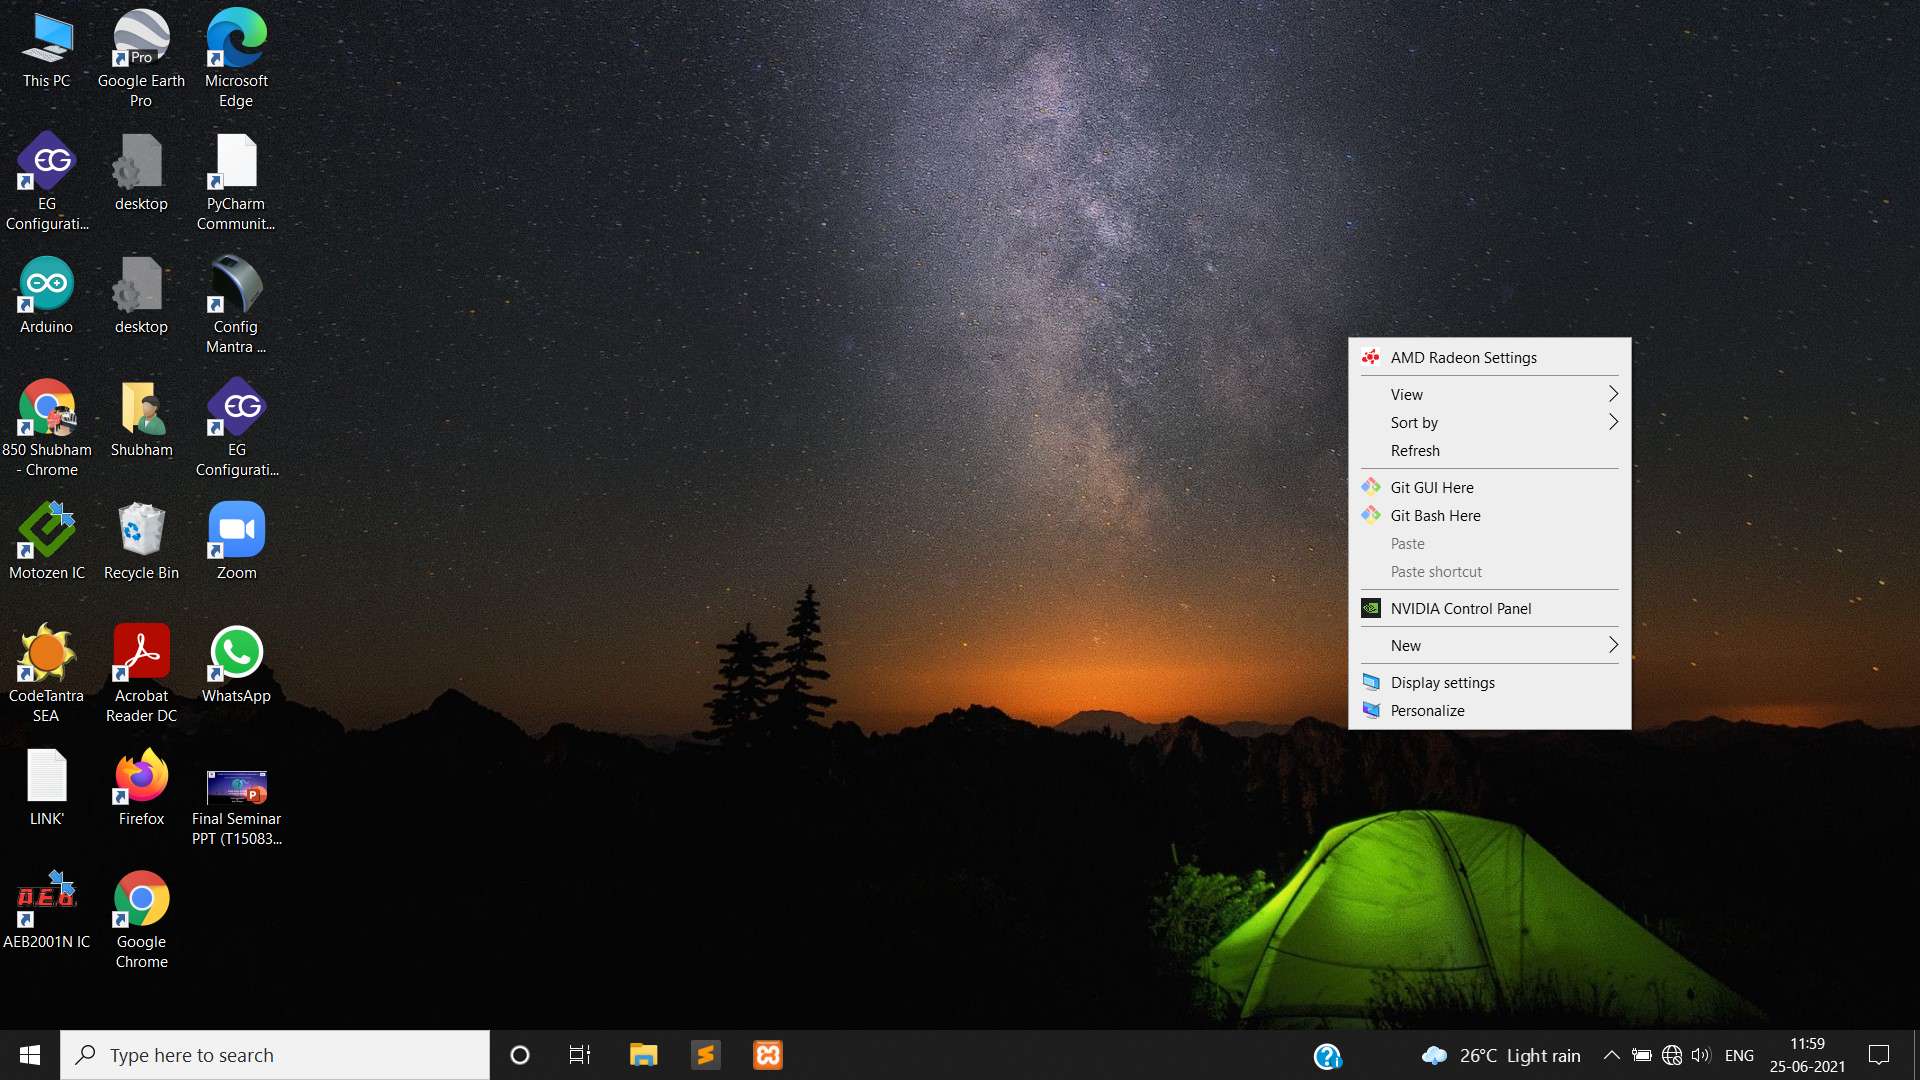 This PC
Pro
Google Earth
Pro
Microsoft
Edge
EG
EG
Configurati...
desktop
PyCharm
Communit...
Arduino
desktop
Config
Mantra ...
850 Shubham
- Chrome
Shubham
EG
EG
Configurati...
Motozen IC
Recycle Bin
Zoom
CodeTantra
SEA
Acrobat
Reader DC
WhatsApp
LINK'
Firefox
P
Final Seminar
PPT (T15083...
AEB
AEB2001N IC
Google
Chrome
AMD Radeon Settings
View
Sort by
Refresh
Git GUI Here
Git Bash Here
Paste
Paste shortcut
NVIDIA Control Panel
New
Display settings
Personalize
Type here to search
26°C Light rain
ENG
11:59
25-06-2021